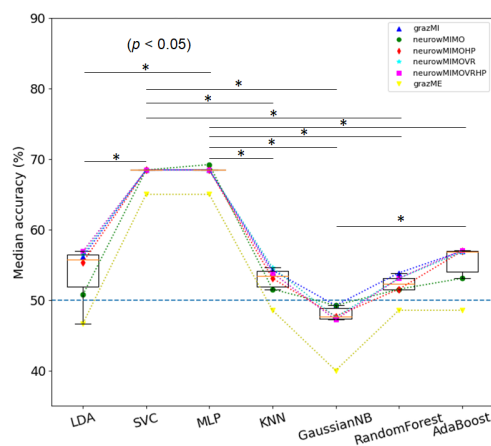 90
80
70
60
50
40
Median accuracy (%)
(p < 0.05)
grazMI
neurowMIMO
neurowMIMOHP
neurowMIMOVR
neurowMIMOVRHP
grazME
*
*
*
*
*
*
*
*
*
*
LDA
SVC
MLP
KNN
GaussianNB
RandomForest
AdaBoost